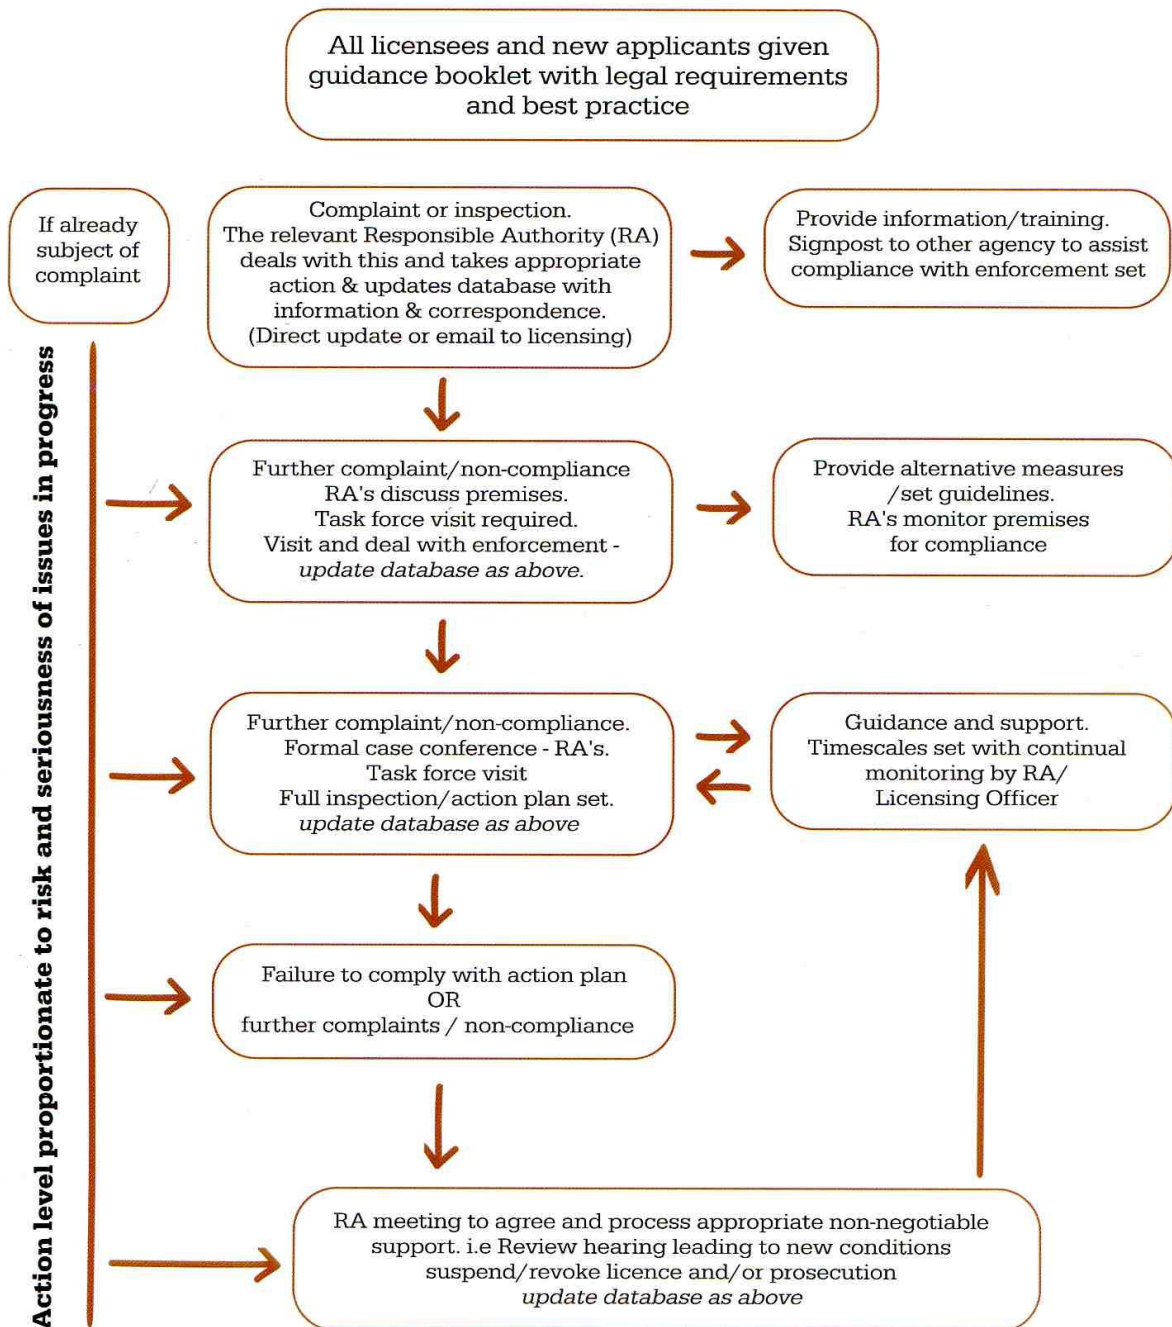 All licensees and new applicants given
guidance booklet with legal requirements
and best practice
If already
subject of
complaint
Complaint or inspection.
The relevant Responsible Authority (RA)
deals with this and takes appropriate
action & updates database with
information & correspondence.
(Direct update or email to licensing)
Provide information/training.
Signpost to other agency to assist
compliance with enforcement set
Action level proportionate to risk and seriousness of issues in progress
Further complaint/non-compliance
RA's discuss premises.
Task force visit required.
Visit and deal with enforcement -
update database as above.
Provide alternative measures
/set guidelines.
RA's monitor premises
for compliance
Further complaint/non-compliance.
Formal case conference - RA's.
Task force visit
Full inspection/action plan set.
update database as above
Guidance and support.
Timescales set with continual
monitoring by RA/
Licensing Officer
Failure to comply with action plan
OR
further complaints / non-compliance
RA meeting to agree and process appropriate non-negotiable
support. i.e Review hearing leading to new conditions
suspend/revoke licence and/or prosecution
update database as above